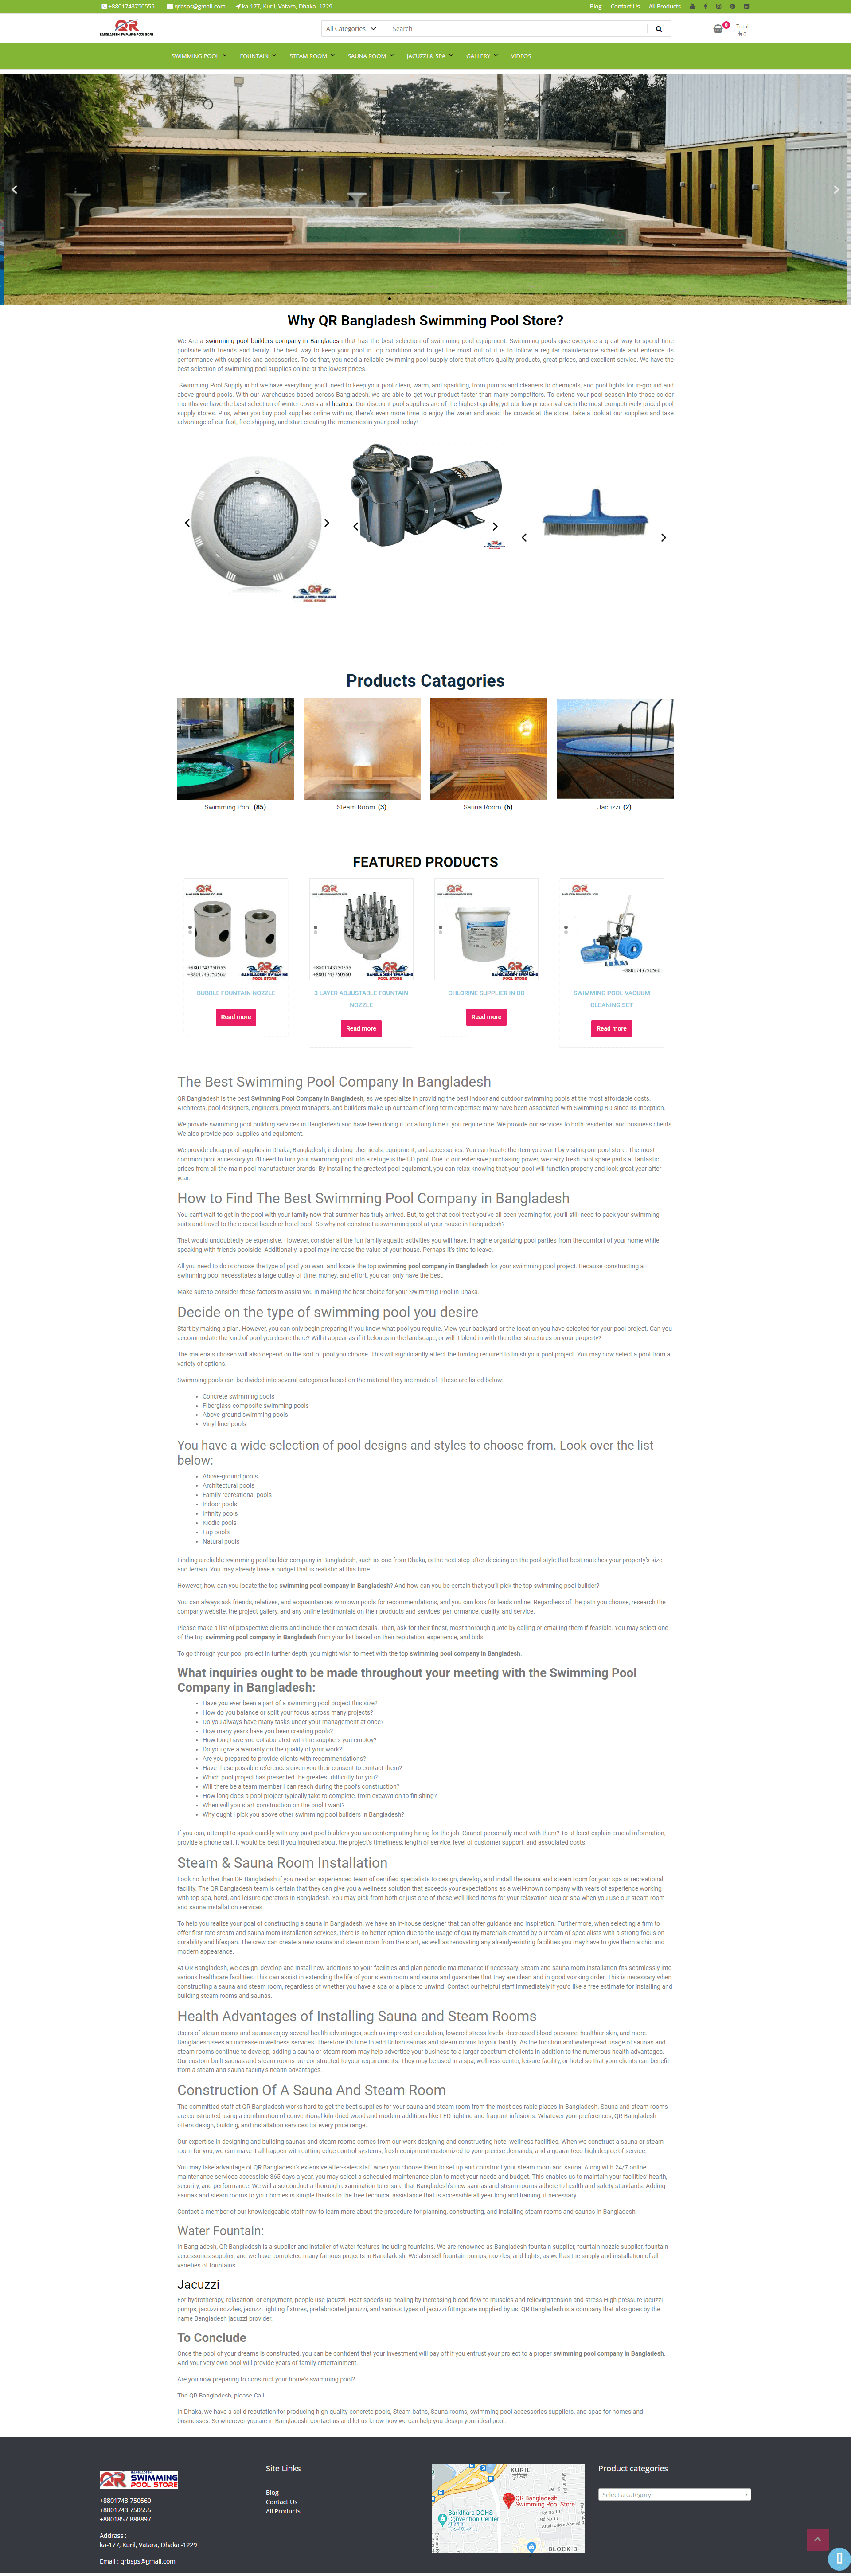 +8801743750555 qrbsps@gmail.com ka-177, Kuril, Vatara, Dhaka -1229 Blog Contact Us All Products
QR
BANGLADESH SWIMMING POOL SORE
All Categories Search
0 Total
৳ 0
SWIMMING POOL FOUNTAIN STEAM ROOM SAUNA ROOM JACUZZI & SPA GALLERY VIDEOS
Why QR Bangladesh Swimming Pool Store?
We Are a swimming pool builders company in Bangladesh that has the best selection of swimming pool equipment. Swimming pools give everyone a great way to spend time
poolside with friends and family. The best way to keep your pool in top condition and to get the most out of it is to follow a regular maintenance schedule and enhance its
performance with supplies and accessories. To do that, you need a reliable swimming pool supply store that offers quality products, great prices, and excellent service. We have the
best selection of swimming pool supplies online at the lowest prices.
Swimming Pool Supply in bd we have everything you'll need to keep your pool clean, warm, and sparkling, from pumps and cleaners to chemicals, and pool lights for in-ground and
above-ground pools. With our warehouses based across Bangladesh, we are able to get your product faster than many competitors. To extend your pool season into those colder
months we have the best selection of winter covers and heaters. Our discount pool supplies are of the highest quality, yet our low prices rival even the most competitively-priced pool
supply stores. Plus, when you buy pool supplies online with us, there's even more time to enjoy the water and avoid the crowds at the store. Take a look at our supplies and take
advantage of our fast, free shipping, and start creating the memories in your pool today!
Products Catagories
Swimming Pool (85) Steam Room (3) Sauna Room (6) Jacuzzi (2)
FEATURED PRODUCTS
+8801743750555
+8801743750560
+8801743750555
+8801743750560
+8801743750555
+8801743750560
+8801743750560
BUBBLE FOUNTAIN NOZZLE
Read more
3 LAYER ADJUSTABLE FOUNTAIN
NOZZLE
Read more
CHLORINE SUPPLIER IN BD
Read more
SWIMMING POOL VACUUM
CLEANING SET
Read more
The Best Swimming Pool Company In Bangladesh
QR Bangladesh is the best Swimming Pool Company in Bangladesh, as we specialize in providing the best indoor and outdoor swimming pools at the most affordable costs.
Architects, pool designers, engineers, project managers, and builders make up our team of long-term expertise; many have been associated with Swimming BD since its inception.
We provide swimming pool building services in Bangladesh and have been doing it for a long time if you require one. We provide our services to both residential and business clients.
We also provide pool supplies and equipment.
We provide cheap pool supplies in Dhaka, Bangladesh, including chemicals, equipment, and accessories. You can locate the item you want by visiting our pool store. The most
common pool accessory you'll need to turn your swimming pool into a refuge is the BD pool. Due to our extensive purchasing power, we carry fresh pool spare parts at fantastic
prices from all the main pool manufacturer brands. By installing the greatest pool equipment, you can relax knowing that your pool will function properly and look great year after
year.
How to Find The Best Swimming Pool Company in Bangladesh
You can't wait to get in the pool with your family now that summer has truly arrived. But, to get that cool treat you've all been yearning for, you'll still need to pack your swimming
suits and travel to the closest beach or hotel pool. So why not construct a swimming pool at your house in Bangladesh?
That would undoubtedly be expensive. However, consider all the fun family aquatic activities you will have. Imagine organizing pool parties from the comfort of your home while
speaking with friends poolside. Additionally, a pool may increase the value of your house. Perhaps it's time to leave.
All you need to do is choose the type of pool you want and locate the top swimming pool company in Bangladesh for your swimming pool project. Because constructing a
swimming pool necessitates a large outlay of time, money, and effort, you can only have the best.
Make sure to consider these factors to assist you in making the best choice for your Swimming Pool In Dhaka.
Decide on the type of swimming pool you desire
Start by making a plan. However, you can only begin preparing if you know what pool you require. View your backyard or the location you have selected for your pool project. Can you
accommodate the kind of pool you desire there? Will it appear as if it belongs in the landscape, or will it blend in with the other structures on your property?
The materials chosen will also depend on the sort of pool you choose. This will significantly affect the funding required to finish your pool project. You may now select a pool from a
variety of options.
Swimming pools can be divided into several categories based on the material they are made of. These are listed below:
• Concrete swimming pools
• Fiberglass composite swimming pools
• Above-ground swimming pools
• Vinyl-liner pools
You have a wide selection of pool designs and styles to choose from. Look over the list
below:
• Above-ground pools
• Architectural pools
• Family recreational pools
• Indoor pools
• Infinity pools
• Kiddie pools
• Lap pools
• Natural pools
Finding a reliable swimming pool builder company in Bangladesh, such as one from Dhaka, is the next step after deciding on the pool style that best matches your property's size
and terrain. You may already have a budget that is realistic at this time.
However, how can you locate the top swimming pool company in Bangladesh? And how can you be certain that you'll pick the top swimming pool builder?
You can always ask friends, relatives, and acquaintances who own pools for recommendations, and you can look for leads online. Regardless of the path you choose, research the
company website, the project gallery, and any online testimonials on their products and services' performance, quality, and service.
Please make a list of prospective clients and include their contact details. Then, ask for their finest, most thorough quote by calling or emailing them if feasible. You may select one
of the top swimming pool company in Bangladesh from your list based on their reputation, experience, and bids.
To go through your pool project in further depth, you might wish to meet with the top swimming pool company in Bangladesh.
What inquiries ought to be made throughout your meeting with the Swimming Pool
Company in Bangladesh:
• Have you ever been a part of a swimming pool project this size?
• How do you balance or split your focus across many projects?
• Do you always have many tasks under your management at once?
• How many years have you been creating pools?
• How long have you collaborated with the suppliers you employ?
• Do you give a warranty on the quality of your work?
• Are you prepared to provide clients with recommendations?
• Have these possible references given you their consent to contact them?
• Which pool project has presented the greatest difficulty for you?
• Will there be a team member I can reach during the pool's construction?
• How long does a pool project typically take to complete, from excavation to finishing?
• When will you start construction on the pool I want?
• Why ought I pick you above other swimming pool builders in Bangladesh?
If you can, attempt to speak quickly with any past pool builders you are contemplating hiring for the job. Cannot personally meet with them? To at least explain crucial information,
provide a phone call. It would be best if you inquired about the project's timeliness, length of service, level of customer support, and associated costs.
Steam & Sauna Room Installation
Look no further than DR Bangladesh if you need an experienced team of certified specialists to design, develop, and install the sauna and steam room for your spa or recreational
facility. The QR Bangladesh team is certain that they can give you a wellness solution that exceeds your expectations as a well-known company with years of experience working
with top spa, hotel, and leisure operators in Bangladesh. You may pick from both or just one of these well-liked items for your relaxation area or spa when you use our steam room
and sauna installation services.
To help you realize your goal of constructing a sauna in Bangladesh, we have an in-house designer that can offer guidance and inspiration. Furthermore, when selecting a firm to
offer first-rate steam and sauna room installation services, there is no better option due to the usage of quality materials created by our team of specialists with a strong focus on
durability and lifespan. The crew can create a new sauna and steam room from the start, as well as renovating any already-existing facilities you may have to give them a chic and
modern appearance.
At QR Bangladesh, we design, develop and install new additions to your facilities and plan periodic maintenance if necessary. Steam and sauna room installation fits seamlessly into
various healthcare facilities. This can assist in extending the life of your steam room and sauna and guarantee that they are clean and in good working order. This is necessary when
constructing a sauna and steam room, regardless of whether you have a spa or a place to unwind. Contact our helpful staff immediately if you'd like a free estimate for installing and
building steam rooms and saunas.
Health Advantages of Installing Sauna and Steam Rooms
Users of steam rooms and saunas enjoy several health advantages, such as improved circulation, lowered stress levels, decreased blood pressure, healthier skin, and more.
Bangladesh sees an increase in wellness services. Therefore it's time to add British saunas and steam rooms to your facility. As the function and widespread usage of saunas and
steam rooms continue to develop, adding a sauna or steam room may help advertise your business to a larger spectrum of clients in addition to the numerous health advantages.
Our custom-built saunas and steam rooms are constructed to your requirements. They may be used in a spa, wellness center, leisure facility, or hotel so that your clients can benefit
from a steam and sauna facility's health advantages.
Construction Of A Sauna And Steam Room
The committed staff at QR Bangladesh works hard to get the best supplies for your sauna and steam room from the most desirable places in Bangladesh. Sauna and steam rooms
are constructed using a combination of conventional kiln-dried wood and modern additions like LED lighting and fragrant infusions. Whatever your preferences, QR Bangladesh
offers design, building, and installation services for every price range.
Our expertise in designing and building saunas and steam rooms comes from our work designing and constructing hotel wellness facilities. When we construct a sauna or steam
room for you, we can make it all happen with cutting-edge control systems, fresh equipment customized to your precise demands, and a guaranteed high degree of service.
You may take advantage of QR Bangladesh's extensive after-sales staff when you choose them to set up and construct your steam room and sauna. Along with 24/7 online
maintenance services accessible 365 days a year, you may select a scheduled maintenance plan to meet your needs and budget. This enables us to maintain your facilities' health,
security, and performance. We will also conduct a thorough examination to ensure that Bangladesh's new saunas and steam rooms adhere to health and safety standards. Adding
saunas and steam rooms to your homes is simple thanks to the free technical assistance that is accessible all year long and training, if necessary.
Contact a member of our knowledgeable staff now to learn more about the procedure for planning, constructing, and installing steam rooms and saunas in Bangladesh.
Water Fountain:
In Bangladesh, QR Bangladesh is a supplier and installer of water features including fountains. We are renowned as Bangladesh fountain supplier, fountain nozzle supplier, fountain
accessories supplier, and we have completed many famous projects in Bangladesh. We also sell fountain pumps, nozzles, and lights, as well as the supply and installation of all
varieties of fountains.
Jacuzzi
For hydrotherapy, relaxation, or enjoyment, people use jacuzzi. Heat speeds up healing by increasing blood flow to muscles and relieving tension and stress.High pressure jacuzzi
pumps, jacuzzi nozzles, jacuzzi lighting fixtures, prefabricated jacuzzi, and various types of jacuzzi fittings are supplied by us. QR Bangladesh is a company that also goes by the
name Bangladesh jacuzzi provider.
To Conclude
Once the pool of your dreams is constructed, you can be confident that your investment will pay off if you entrust your project to a proper swimming pool company in Bangladesh.
And your very own pool will provide years of family entertainment.
Are you now preparing to construct your home's swimming pool?
The QR Bangladesh, please Call
In Dhaka, we have a solid reputation for producing high-quality concrete pools, Steam baths, Sauna rooms, swimming pool accessories suppliers, and spas for homes and
businesses. So wherever you are in Bangladesh, contact us and let us know how we can help you design your ideal pool.
QR SWIMMING
POOL STORE
+8801743 750560
+8801743 750555
+8801857 888897
Addrass :
ka-177, Kuril, Vatara, Dhaka -1229
Email : qrbsps@gmail.com
Site Links
Blog
Contect Us
All Products
KURIL
কুড়িল
QR Bangladesh
Swimming Pool Store
Baridhara DOHS
Convention Center
BLOCK B
Product categories
Select a category